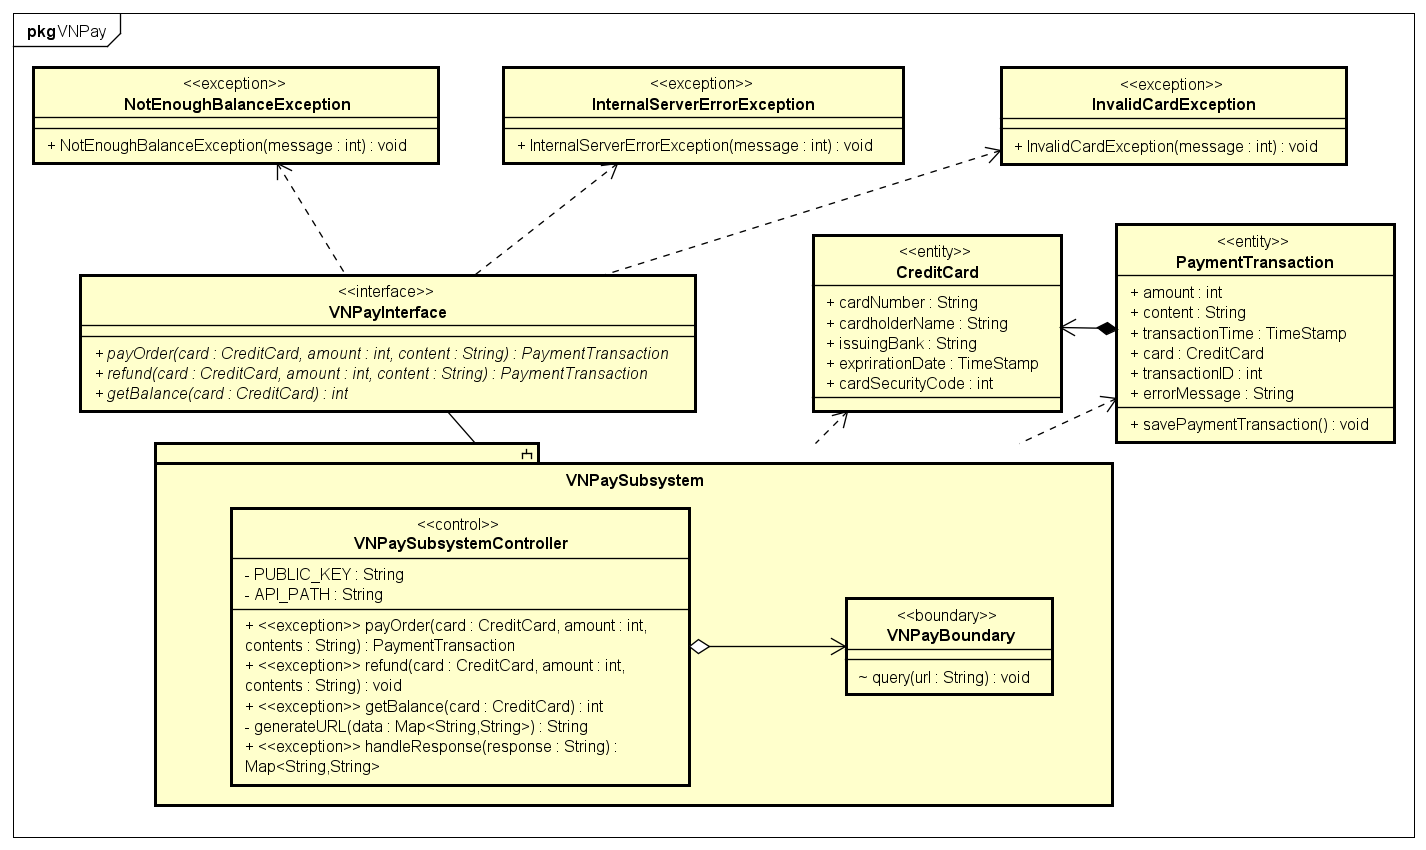 pkg VNPay
<<exception>>
NotEnoughBalanceException
+ NotEnoughBalanceException(message : int) : void
<<exception>>
InternalServerErrorException
+ InternalServerErrorException(message : int) : void
<<exception>>
InvalidCardException
+ InvalidCardException(message : int) : void
<<interface>>
VNPayInterface
+ payOrder(card : CreditCard, amount : int, content : String) : PaymentTransaction
+ refund(card : CreditCard, amount : int, content : String) : PaymentTransaction
+ getBalance(card : CreditCard) : int
<<entity>>
CreditCard
+ cardNumber : String
+ cardholderName : String
+ issuingBank : String
+ exprirationDate : TimeStamp
+ cardSecurityCode : int
<<entity>>
PaymentTransaction
+ amount : int
+ content : String
+ transactionTime : TimeStamp
+ card : CreditCard
+ transactionID : int
+ errorMessage : String
+ savePaymentTransaction() : void
VNPaySubsystem
<<control>>
VNPaySubsystemController
- PUBLIC_KEY : String
- API_PATH : String
+ <<exception>> payOrder(card : CreditCard, amount : int,
contents : String) : PaymentTransaction
+ <<exception>> refund(card : CreditCard, amount : int,
contents : String) : void
+ <<exception>> getBalance(card : CreditCard) : int
- generateURL(data : Map<String,String>) : String
+ <<exception>> handleResponse(response : String) :
Map<String,String>
<<boundary>>
VNPayBoundary
~ query(url : String) : void